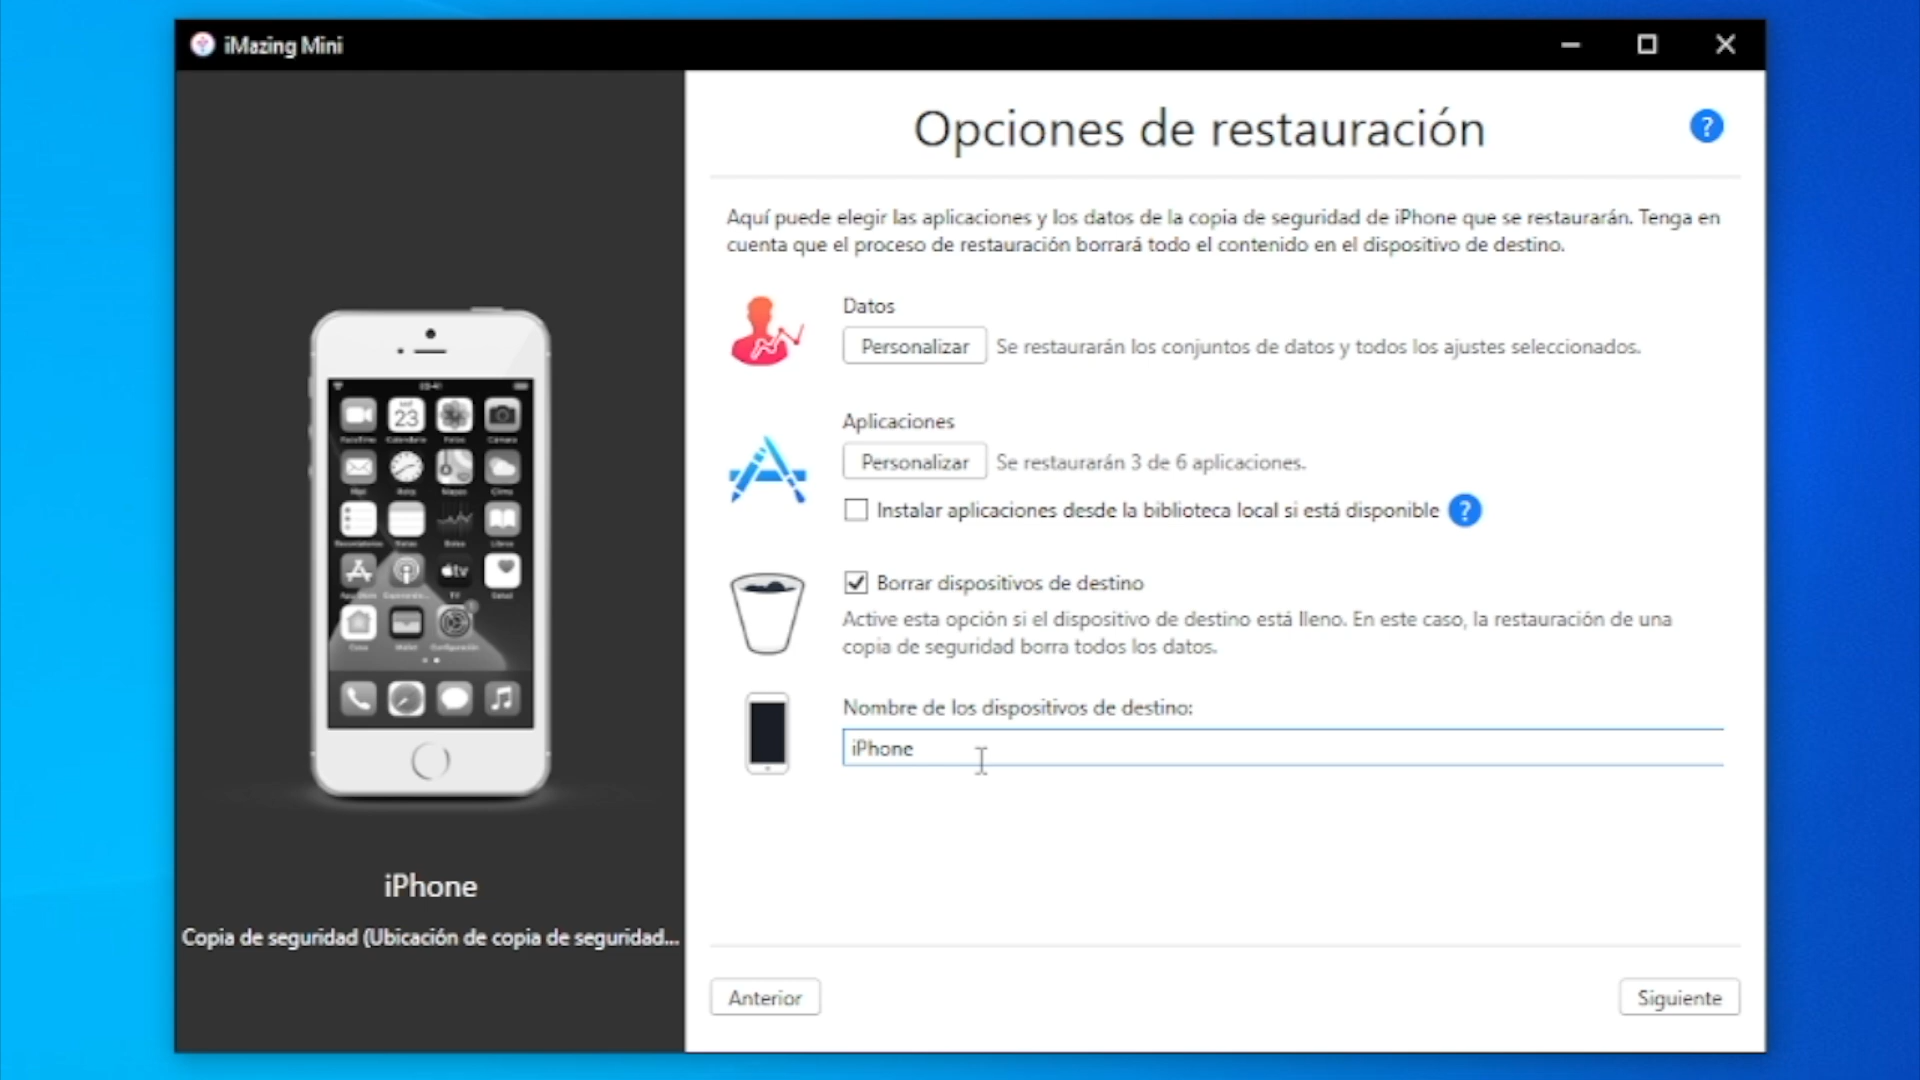 iMazing Mini
Opciones de restauración
?
Aquí puede elegir las aplicaciones y los datos de la copia de seguridad de iPhone que se restaurarán. Tenga en
cuenta que el proceso de restauración borrará todo el contenido en el dispositivo de destino.
Datos
Personalizar Se restaurarán los conjuntos de datos y todos los ajustes seleccionados.
Aplicaciones
Personalizar Se restaurarán 3 de 6 aplicaciones.
Instalar aplicaciones desde la biblioteca local si está disponible ?
Borrar dispositivos de destino
Active esta opción si el dispositivo de destino está lleno. En este caso, la restauración de una
copia de seguridad borra todos los datos.
Nombre de los dispositivos de destino:
iPhone
Anterior
Siguiente
23
FaceTime Calendario Fotos Cámara
tv
iPhone
Copia de seguridad (Ubicación de copia de seguridad...